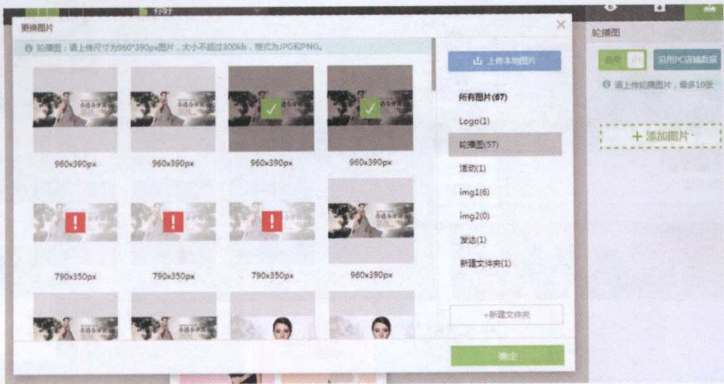 更换图片
轮播图：请上传尺寸为960*390px图片，大小不超过300kb，格式为JPG和PNG。
960x390px
960x390px
960x390px
960x390px
790x350px
790x350px
790x350px
960x390px
上传本地图片
所有图片(67)
Logo(1)
轮播图(57)
活动(1)
img1(6)
img2(0)
发达(1)
新建文件夹(1)
+新建文件夹
确定
轮播图
启用
沿用PC店铺数据
请上传轮播图片，最多10张
+添加图片